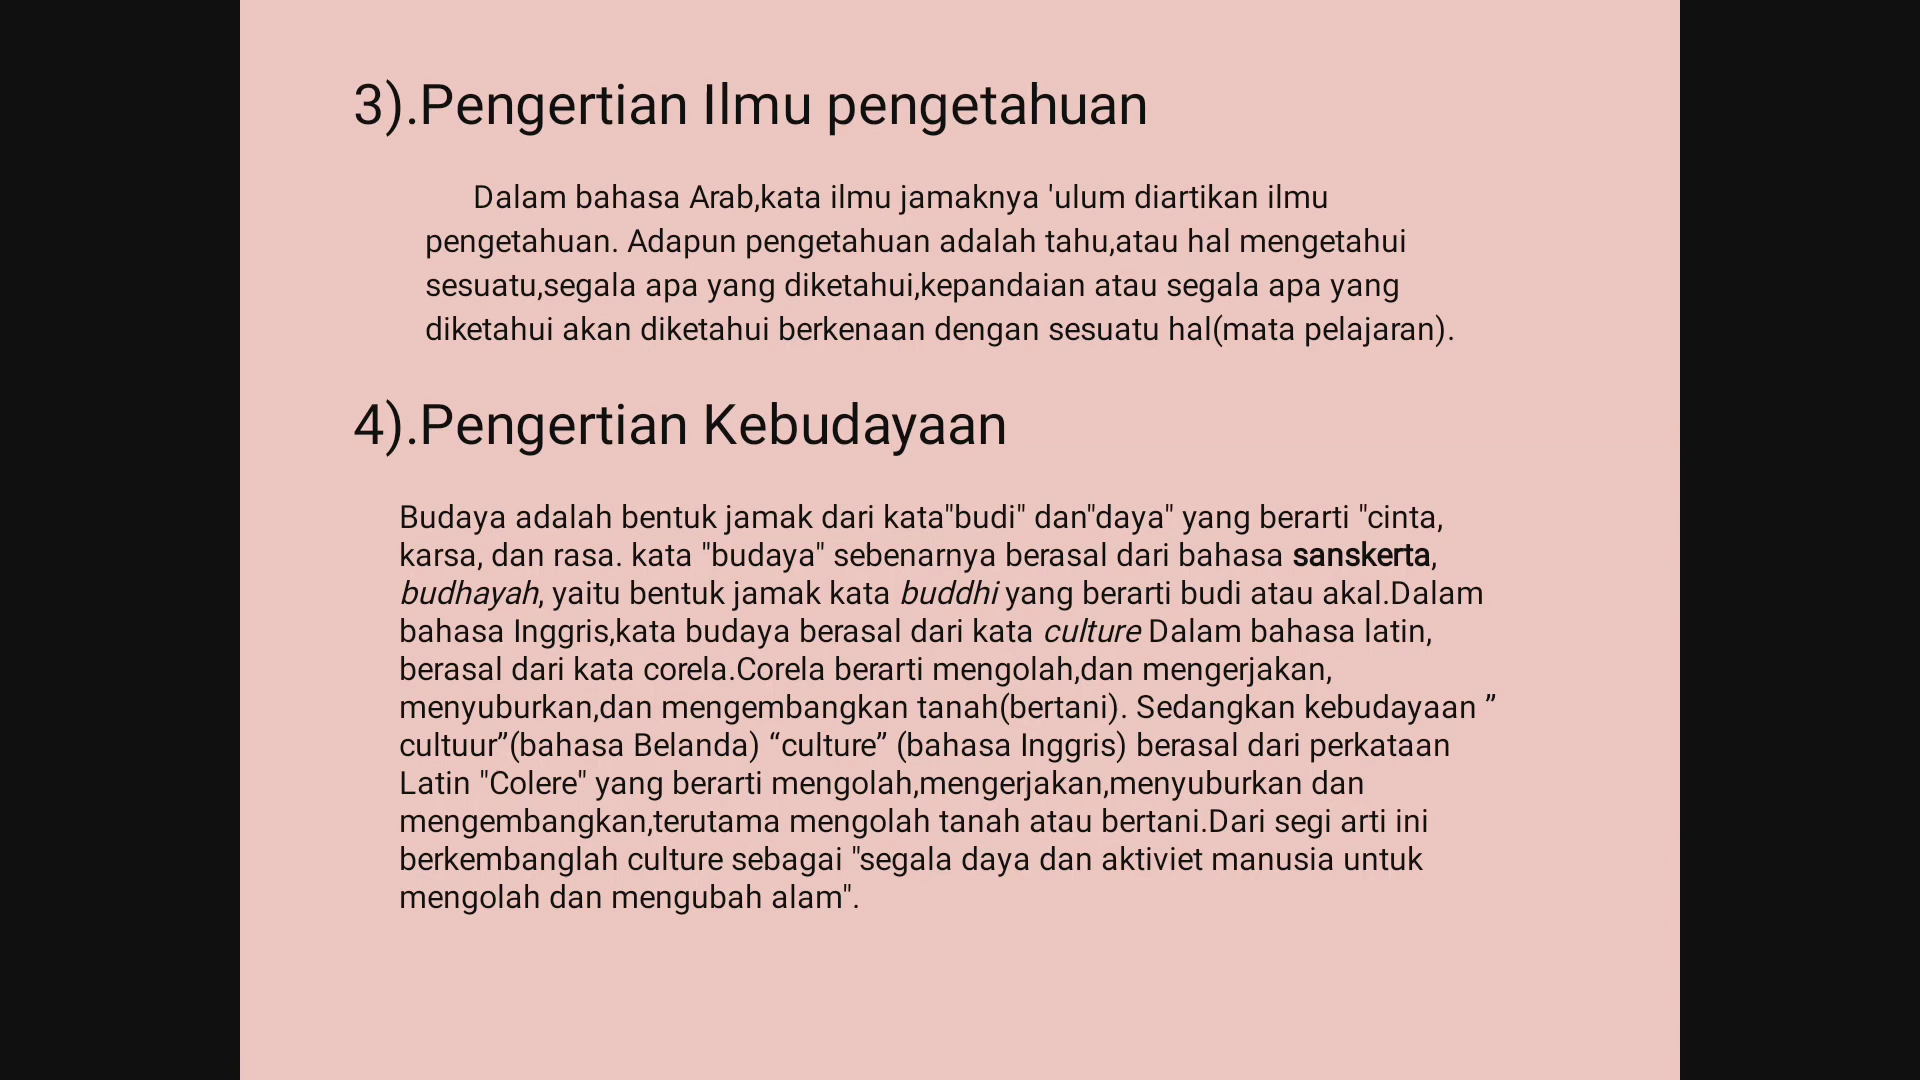 3).Pengertian Ilmu pengetahuan
Dalam bahasa Arab,kata ilmu jamaknya 'ulum diartikan ilmu
pengetahuan. Adapun pengetahuan adalah tahu,atau hal mengetahui
sesuatu,segala apa yang diketahui,kepandaian atau segala apa yang
diketahui akan diketahui berkenaan dengan sesuatu hal(mata pelajaran).
4).Pengertian Kebudayaan
Budaya adalah bentuk jamak dari kata"budi" dan"daya" yang berarti "cinta,
karsa, dan rasa. kata "budaya" sebenarnya berasal dari bahasa sanskerta,
budhayah, yaitu bentuk jamak kata buddhi yang berarti budi atau akal.Dalam
bahasa Inggris,kata budaya berasal dari kata culture Dalam bahasa latin,
berasal dari kata corela.Corela berarti mengolah,dan mengerjakan,
menyuburkan,dan mengembangkan tanah(bertani). Sedangkan kebudayaan ”
cultuur”(bahasa Belanda) “culture” (bahasa Inggris) berasal dari perkataan
Latin "Colere" yang berarti mengolah,mengerjakan,menyuburkan dan
mengembangkan,terutama mengolah tanah atau bertani.Dari segi arti ini
berkembanglah culture sebagai "segala daya dan aktiviet manusia untuk
mengolah dan mengubah alam".